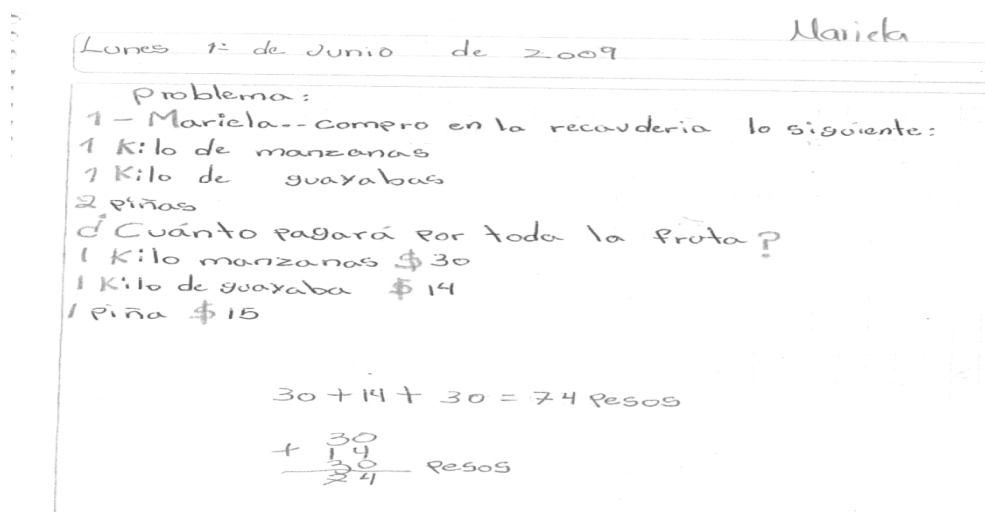 Mariela
Lunes 1º de Junio de 2009
Problema:
1- Mariela.. compro en la recauderia lo siguiente:
1 Kilo de manzanas
1 Kilo de guayabas
2 piñas
¿Cuánto pagará por toda la fruta?
1 Kilo manzanas $30
1 Kilo de guayaba $14
1 piña $15
30 + 14 + 30 = 74 pesos
30
+ 14
30
74 pesos